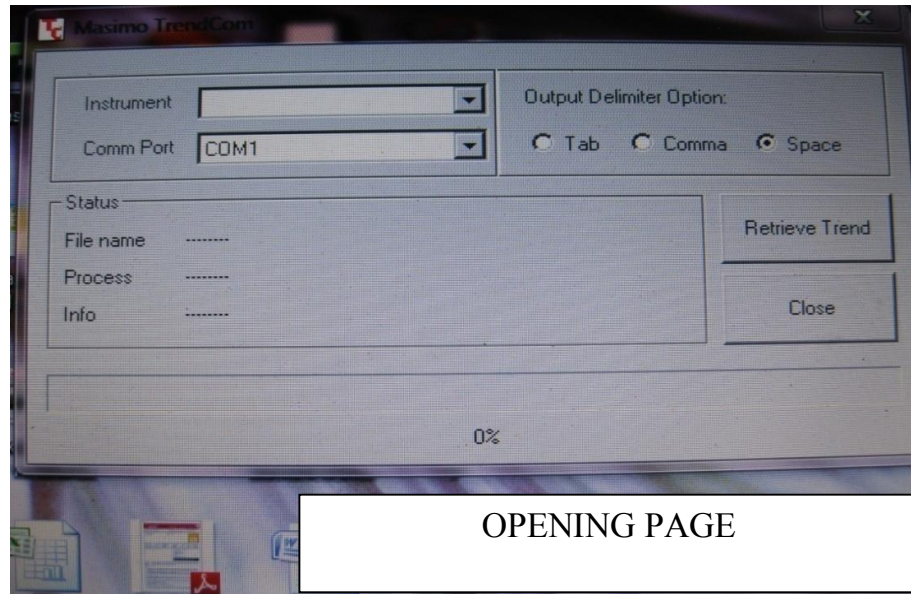 Masimo TrendCom
Instrument
Output Delimiter Option:
Comm Port COM1
Tab Comma Space
Status
File name --------
Retrieve Trend
Process --------
Info --------
Close
0%
OPENING PAGE